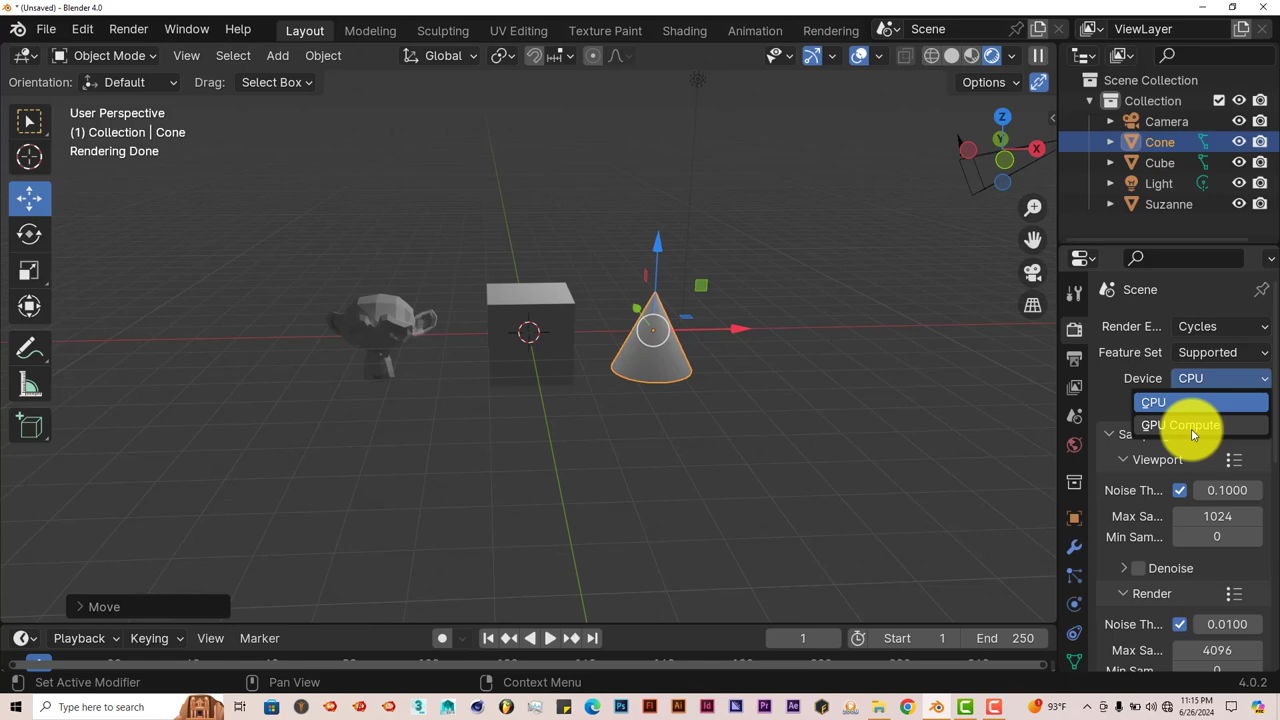 * (Unsaved) - Blender 4.0
File Edit Render Window Help Layout Modeling Sculpting UV Editing Texture Paint Shading Animation Rendering Scene ViewLayer
Object Mode View Select Add Object Global
Orientation: Default Drag: Select Box Options
User Perspective
(1) Collection | Cone
Rendering Done
Z
Y
X
Scene Collection
Collection
Camera
Cone
Cube
Light
Suzanne
Scene
Render E... Cycles
Feature Set Supported
Device CPU
CPU
GPU Compute
Viewport
Noise Th... 0.1000
Max Sa... 1024
Min Sam... 0
Denoise
Render
Noise Th... 0.0100
Max Sa... 4096
Min Sam... 0
Move
Playback Keying View Marker 1 Start 1 End 250
Set Active Modifier Pan View Context Menu 4.0.2
Type here to search
93°F
11:15 PM
6/26/2024